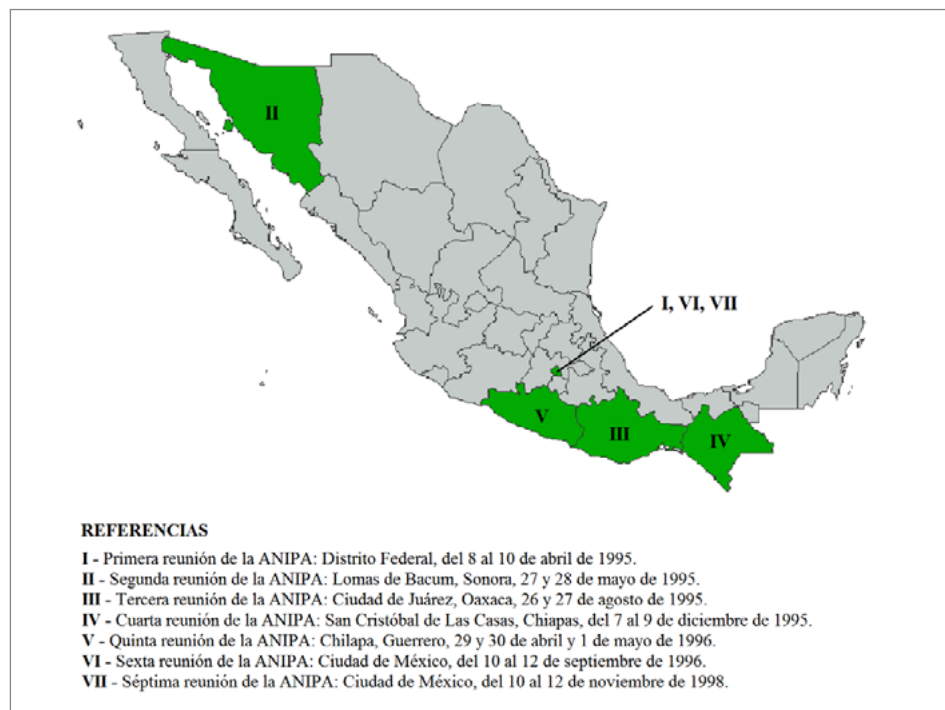 II
I, VI, VII
V
III
IV
REFERENCIAS
I - Primera reunión de la ANIPA: Distrito Federal, del 8 al 10 de abril de 1995.
II - Segunda reunión de la ANIPA: Lomas de Bacum, Sonora, 27 y 28 de mayo de 1995.
III - Tercera reunión de la ANIPA: Ciudad de Juárez, Oaxaca, 26 y 27 de agosto de 1995.
IV - Cuarta reunión de la ANIPA: San Cristóbal de Las Casas, Chiapas, del 7 al 9 de diciembre de 1995.
V - Quinta reunión de la ANIPA: Chilapa, Guerrero, 29 y 30 de abril y 1 de mayo de 1996.
VI - Sexta reunión de la ANIPA: Ciudad de México, del 10 al 12 de septiembre de 1996.
VII - Séptima reunión de la ANIPA: Ciudad de México, del 10 al 12 de noviembre de 1998.